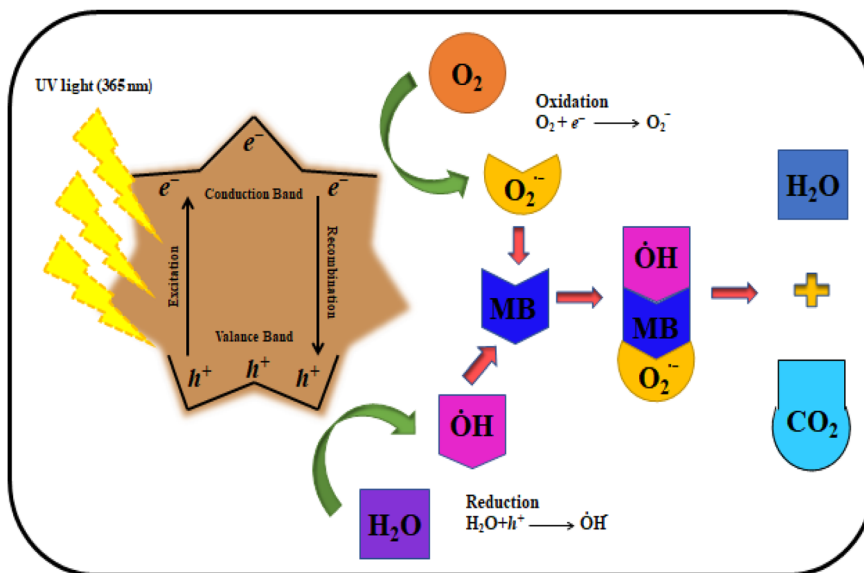 UV light (365 nm)
O₂
Oxidation
O₂ + e⁻ ⟶ O₂⁻
e⁻
e⁻
e⁻
Conduction Band
O₂˙⁻
H₂O
Excitation
Recombination
ȮH
MB
MB
Valance Band
h⁺
h⁺
h⁺
O₂˙⁻
ȮH
CO₂
Reduction
H₂O
H₂O+h⁺ ⟶ ȮH